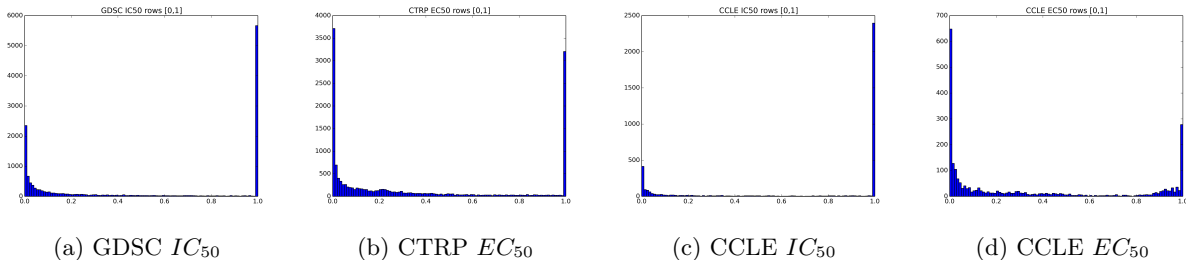 GDSC IC50 rows [0,1]
6000
5000
4000
3000
2000
1000
0
0.0 0.2 0.4 0.6 0.8 1.0
(a) GDSC IC50
CTRP EC50 rows [0,1]
4000
3500
3000
2500
2000
1500
1000
500
0
0.0 0.2 0.4 0.6 0.8 1.0
(b) CTRP EC50
CCLE IC50 rows [0,1]
2500
2000
1500
1000
500
0
0.0 0.2 0.4 0.6 0.8 1.0
(c) CCLE IC50
CCLE EC50 rows [0,1]
700
600
500
400
300
200
100
0
0.0 0.2 0.4 0.6 0.8 1.0
(d) CCLE EC50